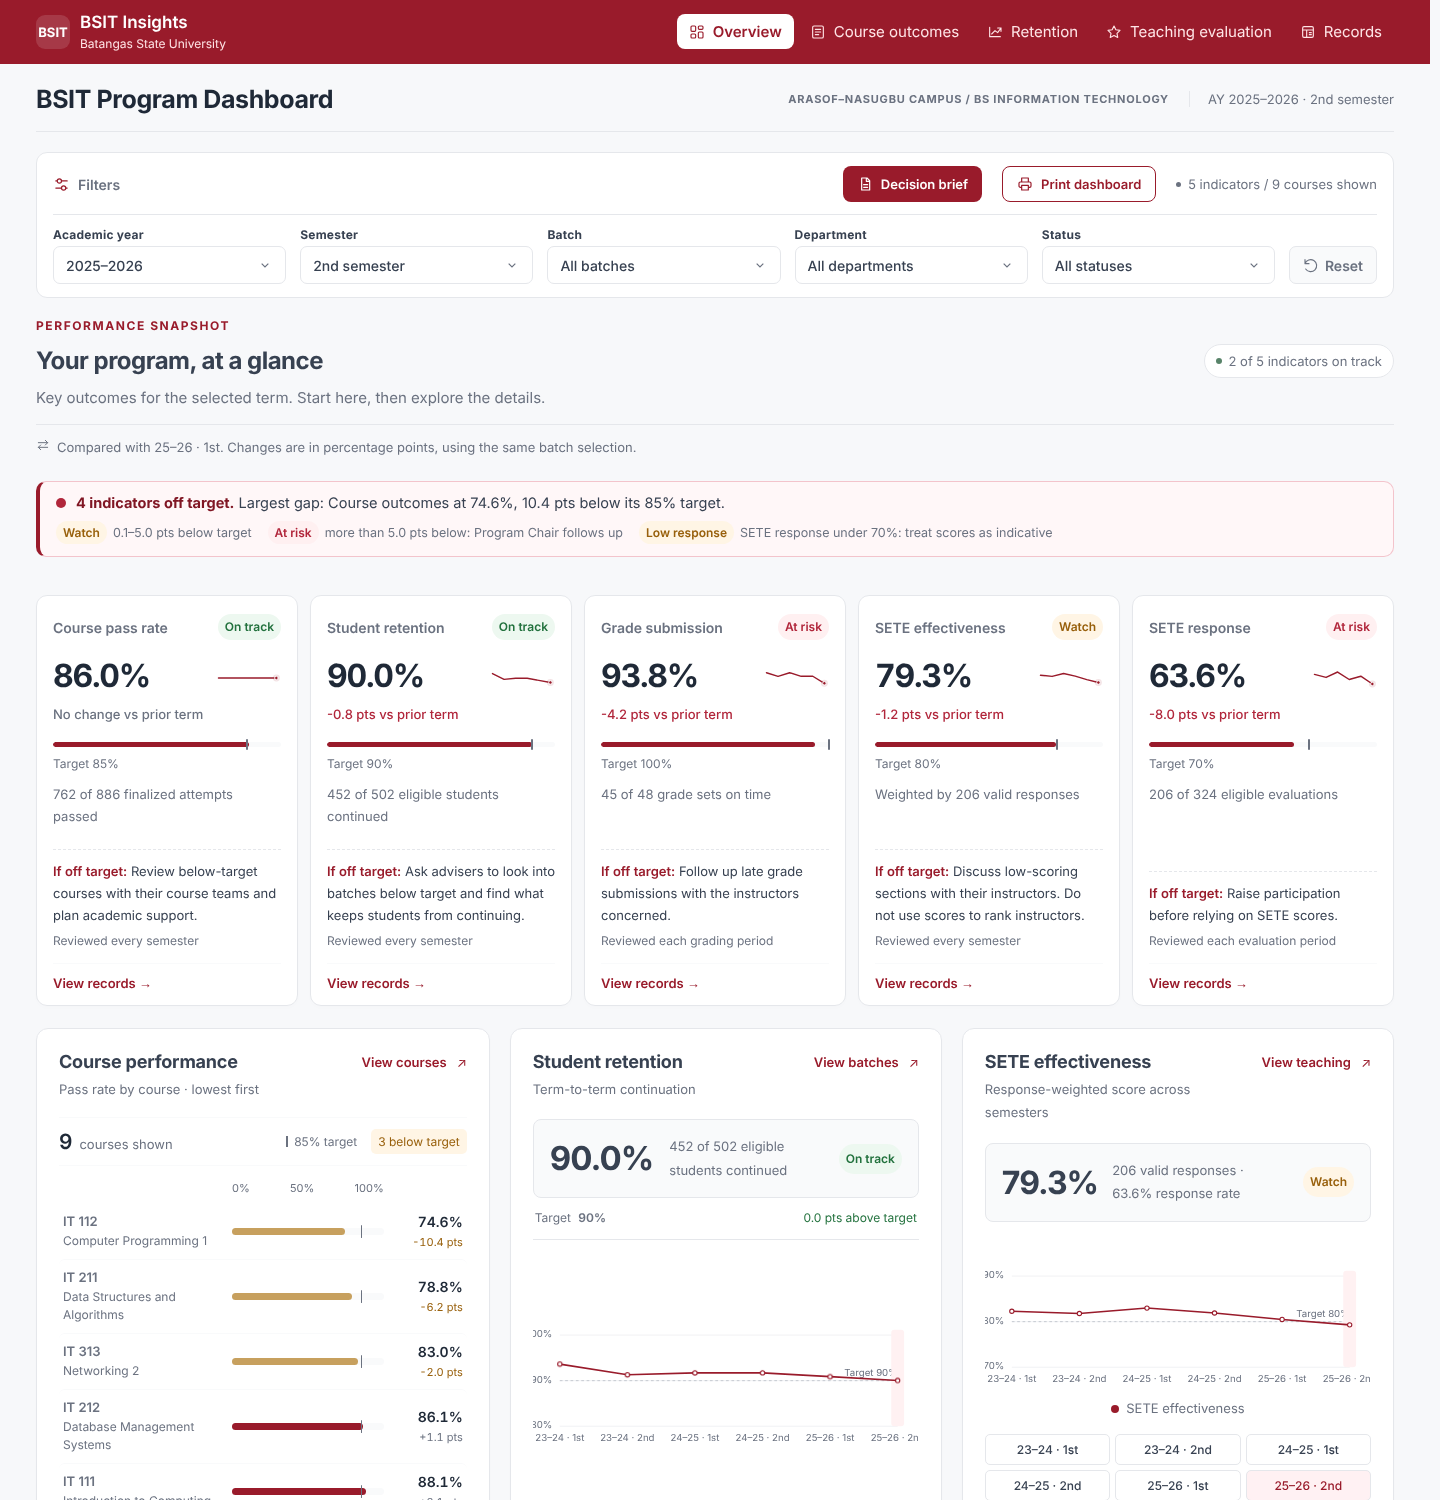 BSIT
BSIT Insights
Batangas State University
Overview
Course outcomes
Retention
Teaching evaluation
Records
BSIT Program Dashboard
ARASOF–NASUGBU CAMPUS / BS INFORMATION TECHNOLOGY
AY 2025–2026 · 2nd semester
Filters
Decision brief
Print dashboard
5 indicators / 9 courses shown
Academic year
Semester
Batch
Department
Status
2025–2026
2nd semester
All batches
All departments
All statuses
Reset
PERFORMANCE SNAPSHOT
Your program, at a glance
2 of 5 indicators on track
Key outcomes for the selected term. Start here, then explore the details.
Compared with 25–26 · 1st. Changes are in percentage points, using the same batch selection.
4 indicators off target. Largest gap: Course outcomes at 74.6%, 10.4 pts below its 85% target.
Watch 0.1–5.0 pts below target At risk more than 5.0 pts below: Program Chair follows up Low response SETE response under 70%: treat scores as indicative
Course pass rate
On track
86.0%
No change vs prior term
Target 85%
762 of 886 finalized attempts
passed
If off target: Review below-target
courses with their course teams and
plan academic support.
Reviewed every semester
View records →
Student retention
On track
90.0%
-0.8 pts vs prior term
Target 90%
452 of 502 eligible students
continued
If off target: Ask advisers to look into
batches below target and find what
keeps students from continuing.
Reviewed every semester
View records →
Grade submission
At risk
93.8%
-4.2 pts vs prior term
Target 100%
45 of 48 grade sets on time
If off target: Follow up late grade
submissions with the instructors
concerned.
Reviewed each grading period
View records →
SETE effectiveness
Watch
79.3%
-1.2 pts vs prior term
Target 80%
Weighted by 206 valid responses
If off target: Discuss low-scoring
sections with their instructors. Do
not use scores to rank instructors.
Reviewed every semester
View records →
SETE response
At risk
63.6%
-8.0 pts vs prior term
Target 70%
206 of 324 eligible evaluations
If off target: Raise participation
before relying on SETE scores.
Reviewed each evaluation period
View records →
Course performance
View courses ↗
Pass rate by course · lowest first
9 courses shown
85% target
3 below target
0% 50% 100%
IT 112
Computer Programming 1
74.6%
-10.4 pts
IT 211
Data Structures and
Algorithms
78.8%
-6.2 pts
IT 313
Networking 2
83.0%
-2.0 pts
IT 212
Database Management
Systems
86.1%
+1.1 pts
IT 111
Introduction to Computing
88.1%
Student retention
View batches ↗
Term-to-term continuation
90.0%
452 of 502 eligible
students continued
On track
Target 90%
0.0 pts above target
00%
Target 90%
90%
80%
23–24 · 1st 23–24 · 2nd 24–25 · 1st 24–25 · 2nd 25–26 · 1st 25–26 · 2n
SETE effectiveness
View teaching ↗
Response-weighted score across
semesters
79.3%
206 valid responses ·
63.6% response rate
Watch
90%
Target 80%
80%
70%
23–24 · 1st 23–24 · 2nd 24–25 · 1st 24–25 · 2nd 25–26 · 1st 25–26 · 2n
SETE effectiveness
23–24 · 1st
23–24 · 2nd
24–25 · 1st
24–25 · 2nd
25–26 · 1st
25–26 · 2nd